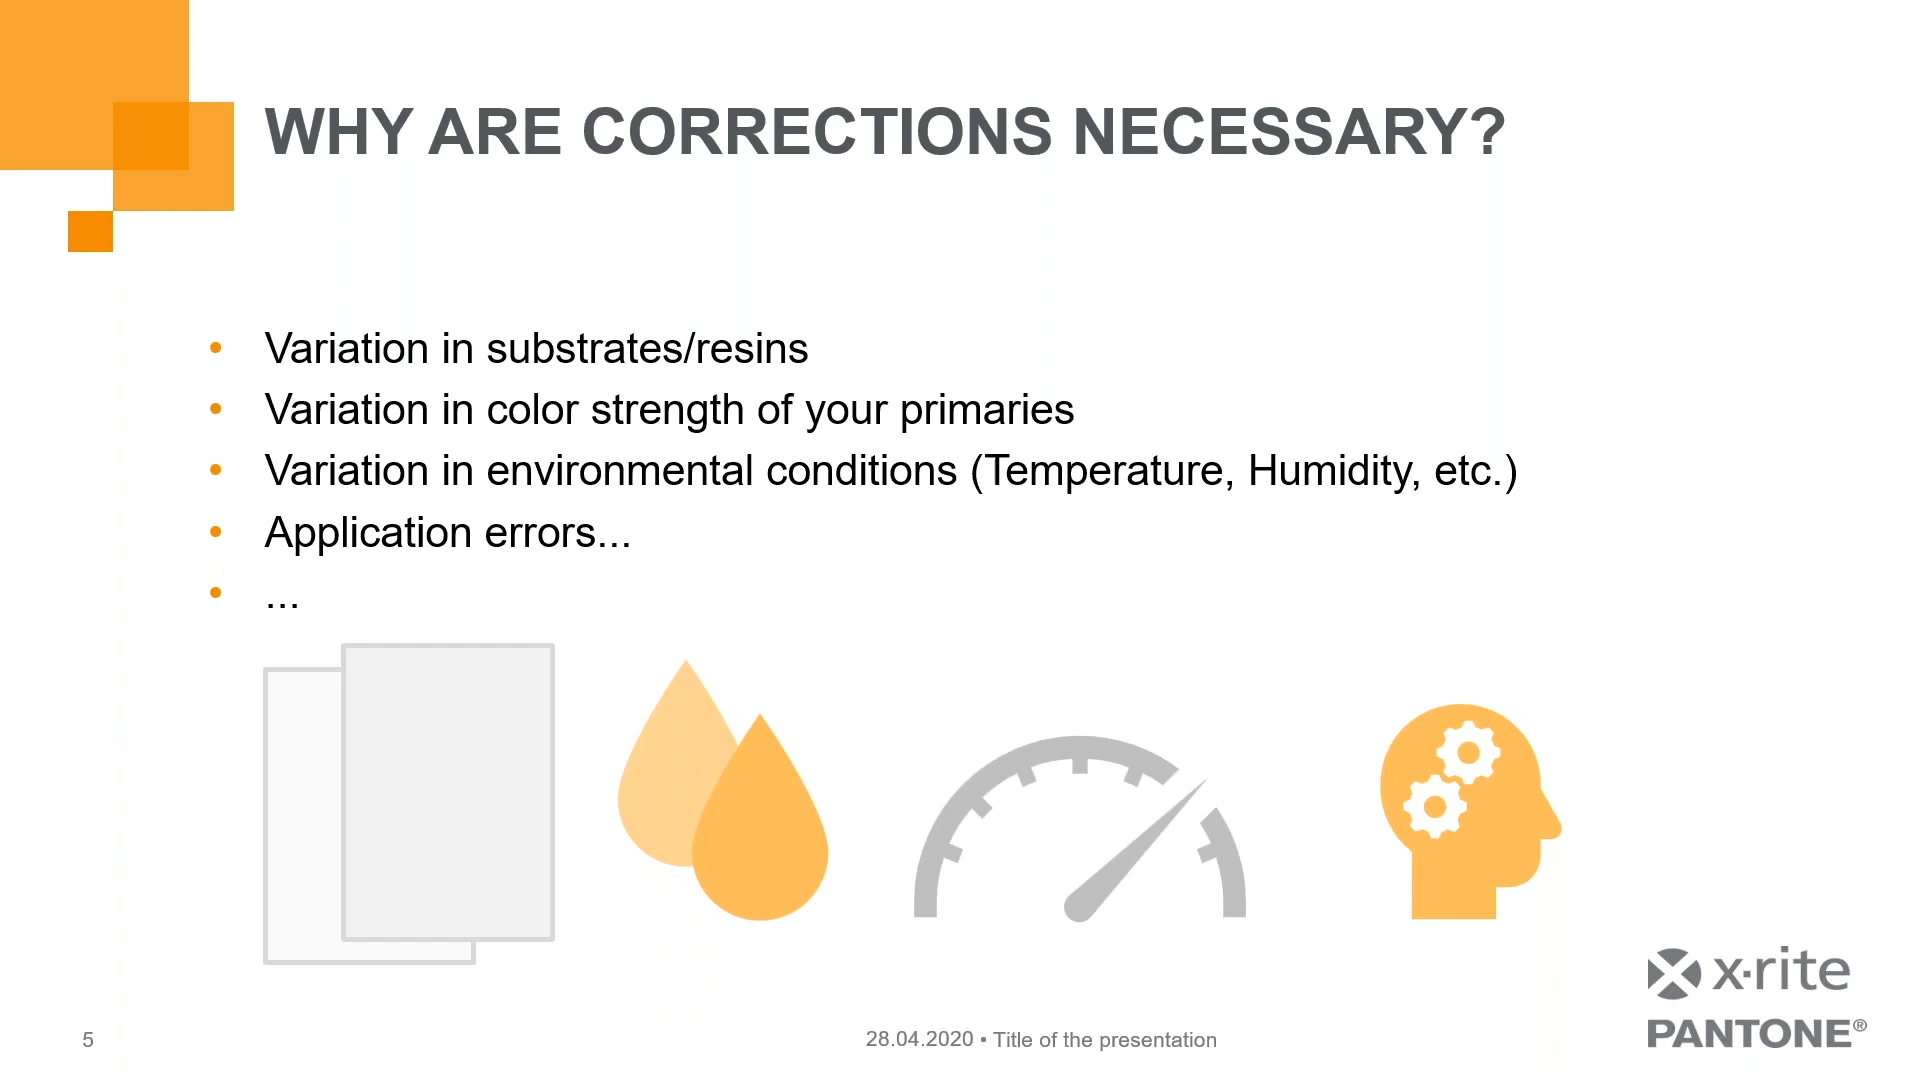 WHY ARE CORRECTIONS NECESSARY?
• Variation in substrates/resins
• Variation in color strength of your primaries
• Variation in environmental conditions (Temperature, Humidity, etc.)
• Application errors...
• ...
x·rite
PANTONE®
5
28.04.2020 ▪ Title of the presentation